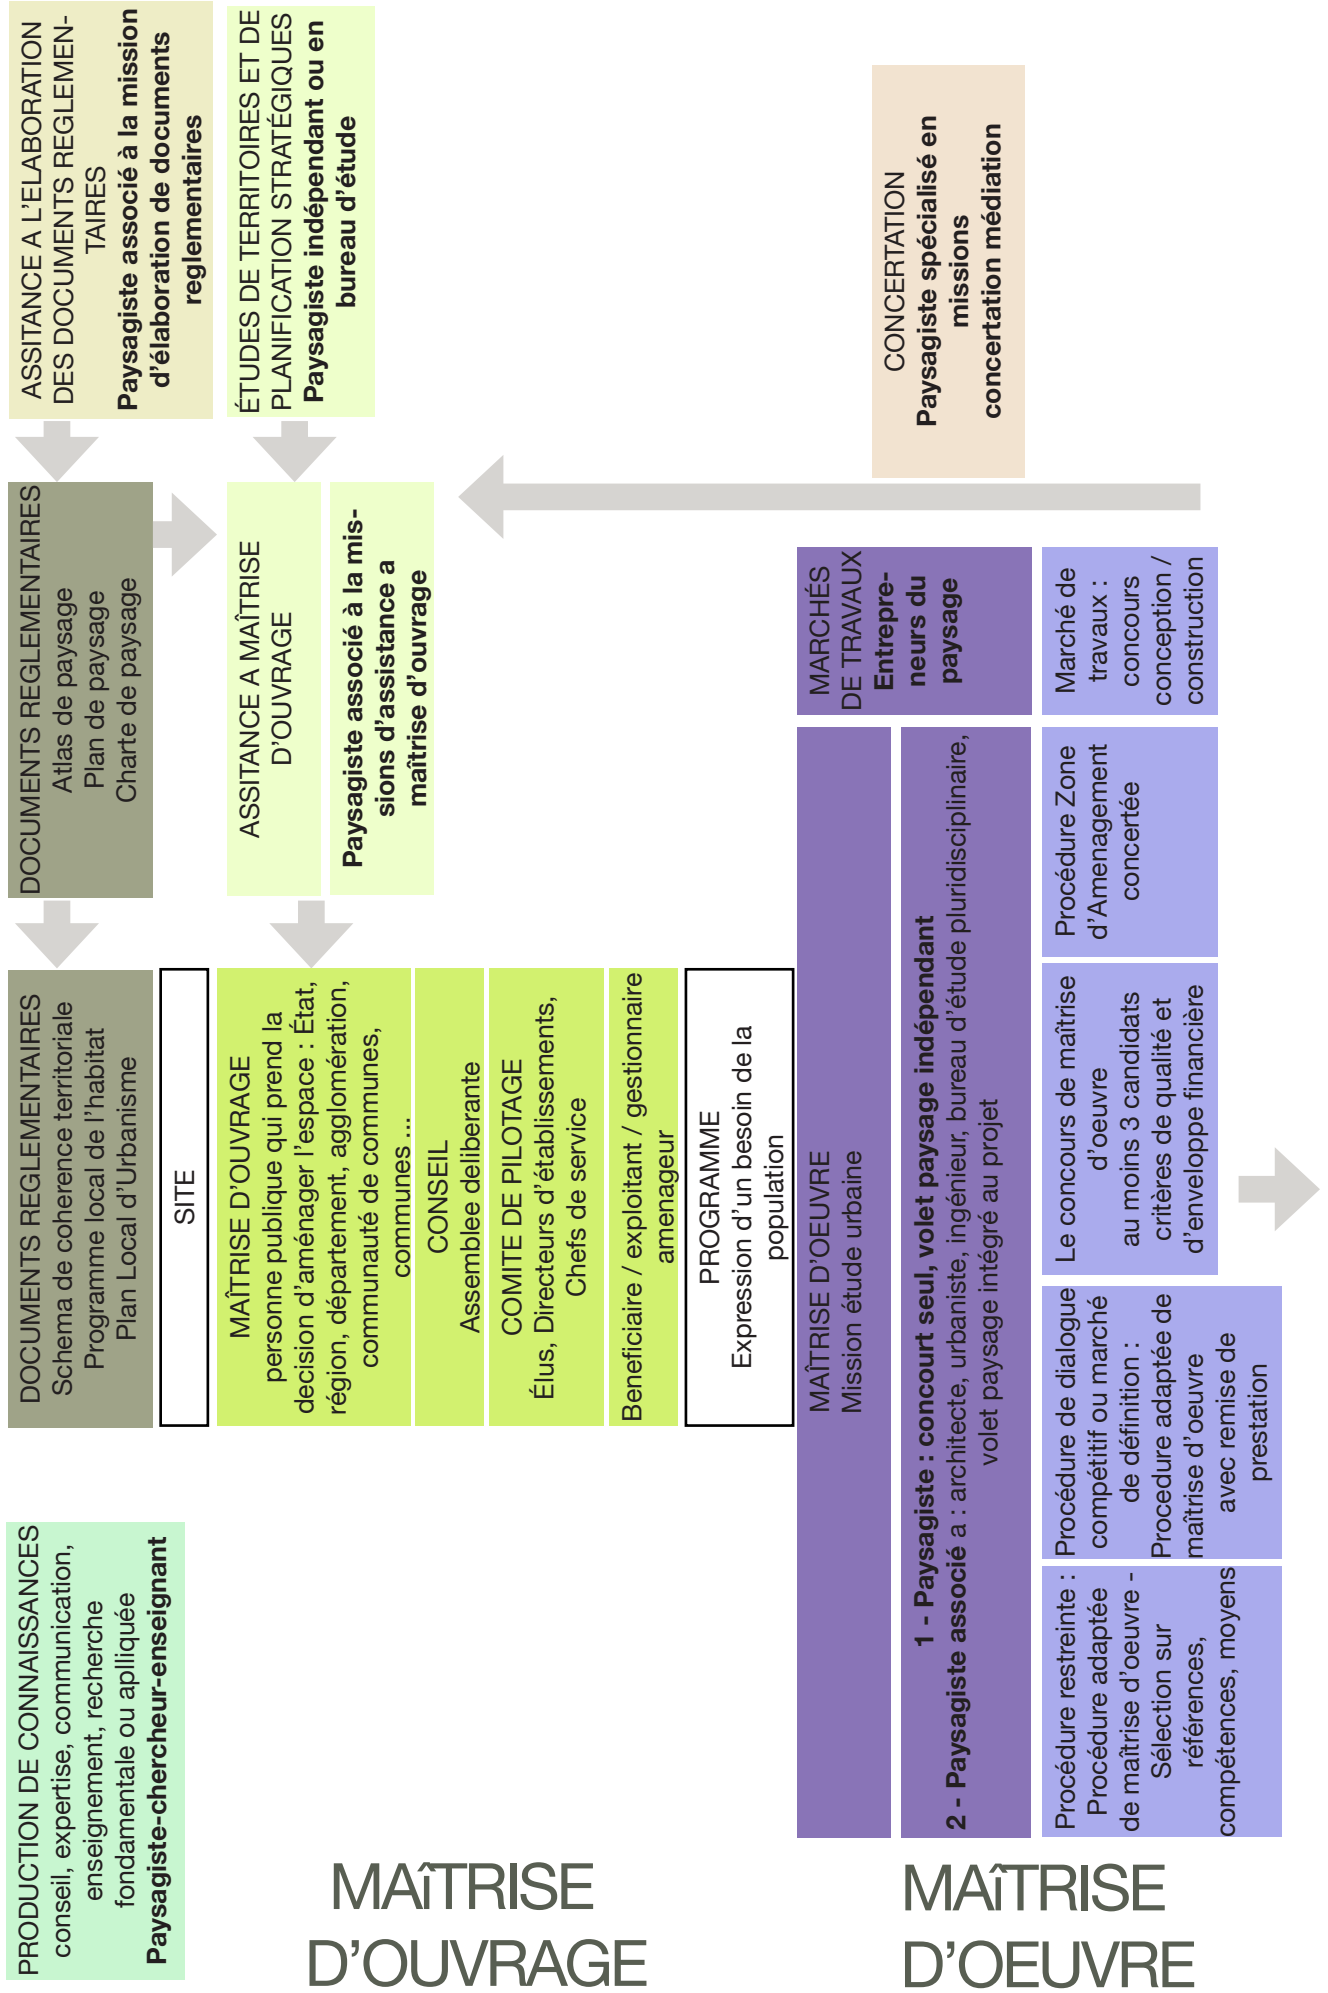 PRODUCTION DE CONNAISSANCES
conseil, expertise, communication,
enseignement, recherche
fondamentale ou apliquée
Paysagiste-chercheur-enseignant
DOCUMENTS REGLEMENTAIRES
Schema de coherence territoriale
Programme local de l'habitat
Plan Local d'Urbanisme
DOCUMENTS REGLEMENTAIRES
Atlas de paysage
Plan de paysage
Charte de paysage
ASSITANCE A L'ELABORATION
DES DOCUMENTS REGLEMEN-
TAIRES
Paysagiste associé à la mission
d'élaboration de documents
reglementaires
SITE
MAÎTRISE D'OUVRAGE
MAÎTRISE D'OUVRAGE
personne publique qui prend la
decision d'aménager l'espace : État,
région, département, agglomération,
communauté de communes,
communes ...
ASSITANCE A MAÎTRISE
D'OUVRAGE
Paysagiste associé à la mis-
sions d'assistance a
maîtrise d'ouvrage
ÉTUDES DE TERRITOIRES ET DE
PLANIFICATION STRATÉGIQUES
Paysagiste indépendant ou en
bureau d'étude
CONSEIL
Assemblee deliberante
COMITE DE PILOTAGE
Élus, Directeurs d'établissements,
Chefs de service
Beneficiaire / exploitant / gestionnaire
amenageur
PROGRAMME
Expression d'un besoin de la
population
MAÎTRISE
D'OEUVRE
MAÎTRISE D'OEUVRE
Mission étude urbaine
1 - Paysagiste : concourt seul, volet paysage indépendant
2 - Paysagiste associé a : architecte, urbaniste, ingénieur, bureau d'étude pluridisciplinaire,
volet paysage intégré au projet
MARCHÉS
DE TRAVAUX
Entrepre-
neurs du
paysage
CONCERTATION
Paysagiste spécialisé en
missions
concertation médiation
Procédure restreinte :
Procédure adaptée
de maîtrise d'oeuvre -
Sélection sur
références,
compétences, moyens
Procédure de dialogue
compétitif ou marché
de définition :
Procedure adaptée de
maîtrise d'oeuvre
avec remise de
prestation
Le concours de maîtrise
d'oeuvre
au moins 3 candidats
critères de qualité et
d'enveloppe financière
Procédure Zone
d'Amenagement
concertée
Marché de
travaux :
concours
conception /
construction